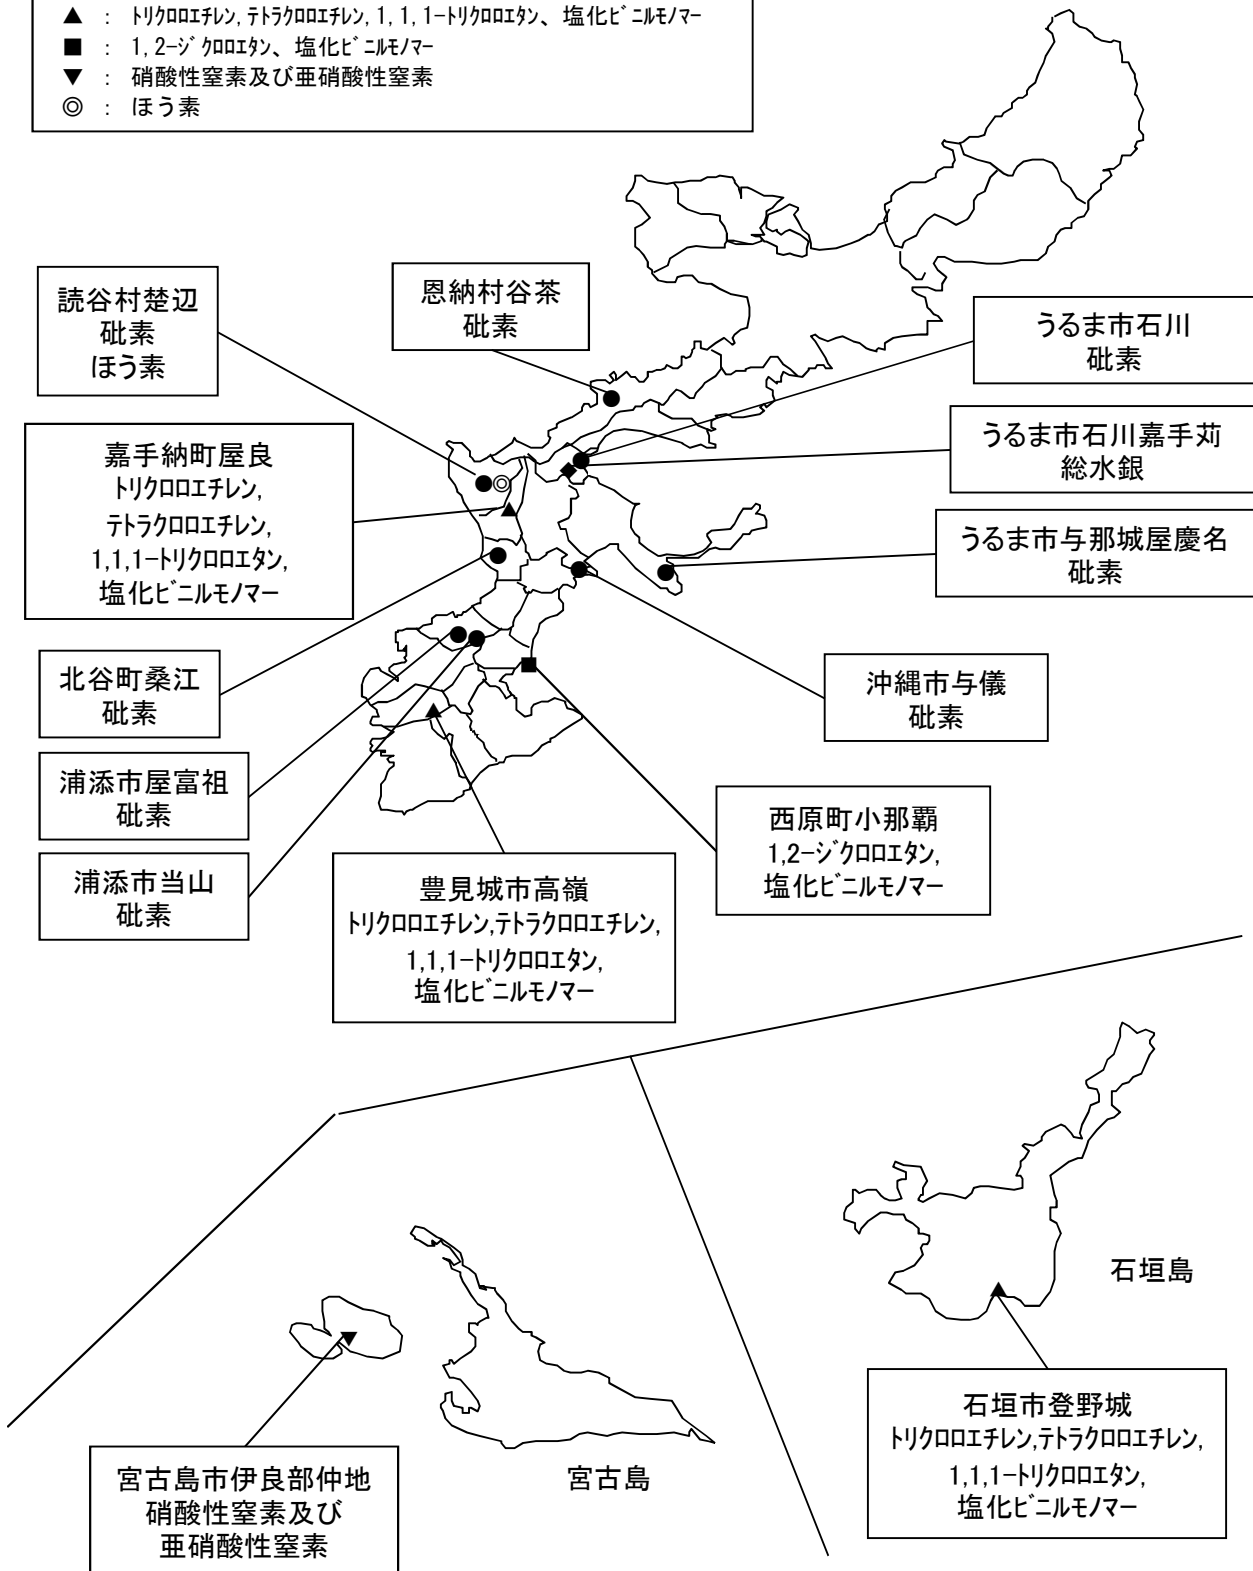 ▲ : トリクロロエチレン, テトラクロロエチレン, 1, 1, 1-トリクロロエタン、 塩化ビニルモノマー
■ : 1, 2-ジクロロエタン、 塩化ビニルモノマー
▼ : 硝酸性窒素及び亜硝酸性窒素
◎ : ほう素
読谷村楚辺
砒素
ほう素
恩納村谷茶
砒素
うるま市石川
砒素
うるま市石川嘉手苅
総水銀
嘉手納町屋良
トリクロロエチレン,
テトラクロロエチレン,
1,1,1-トリクロロエタン,
塩化ビニルモノマー
うるま市与那城屋慶名
砒素
北谷町桑江
砒素
沖縄市与儀
砒素
浦添市屋富祖
砒素
西原町小那覇
1,2-ジクロロエタン,
塩化ビニルモノマー
浦添市当山
砒素
豊見城市高嶺
トリクロロエチレン,テトラクロロエチレン,
1,1,1-トリクロロエタン,
塩化ビニルモノマー
石垣島
石垣市登野城
トリクロロエチレン,テトラクロロエチレン,
1,1,1-トリクロロエタン,
塩化ビニルモノマー
宮古島
宮古島市伊良部仲地
硝酸性窒素及び
亜硝酸性窒素